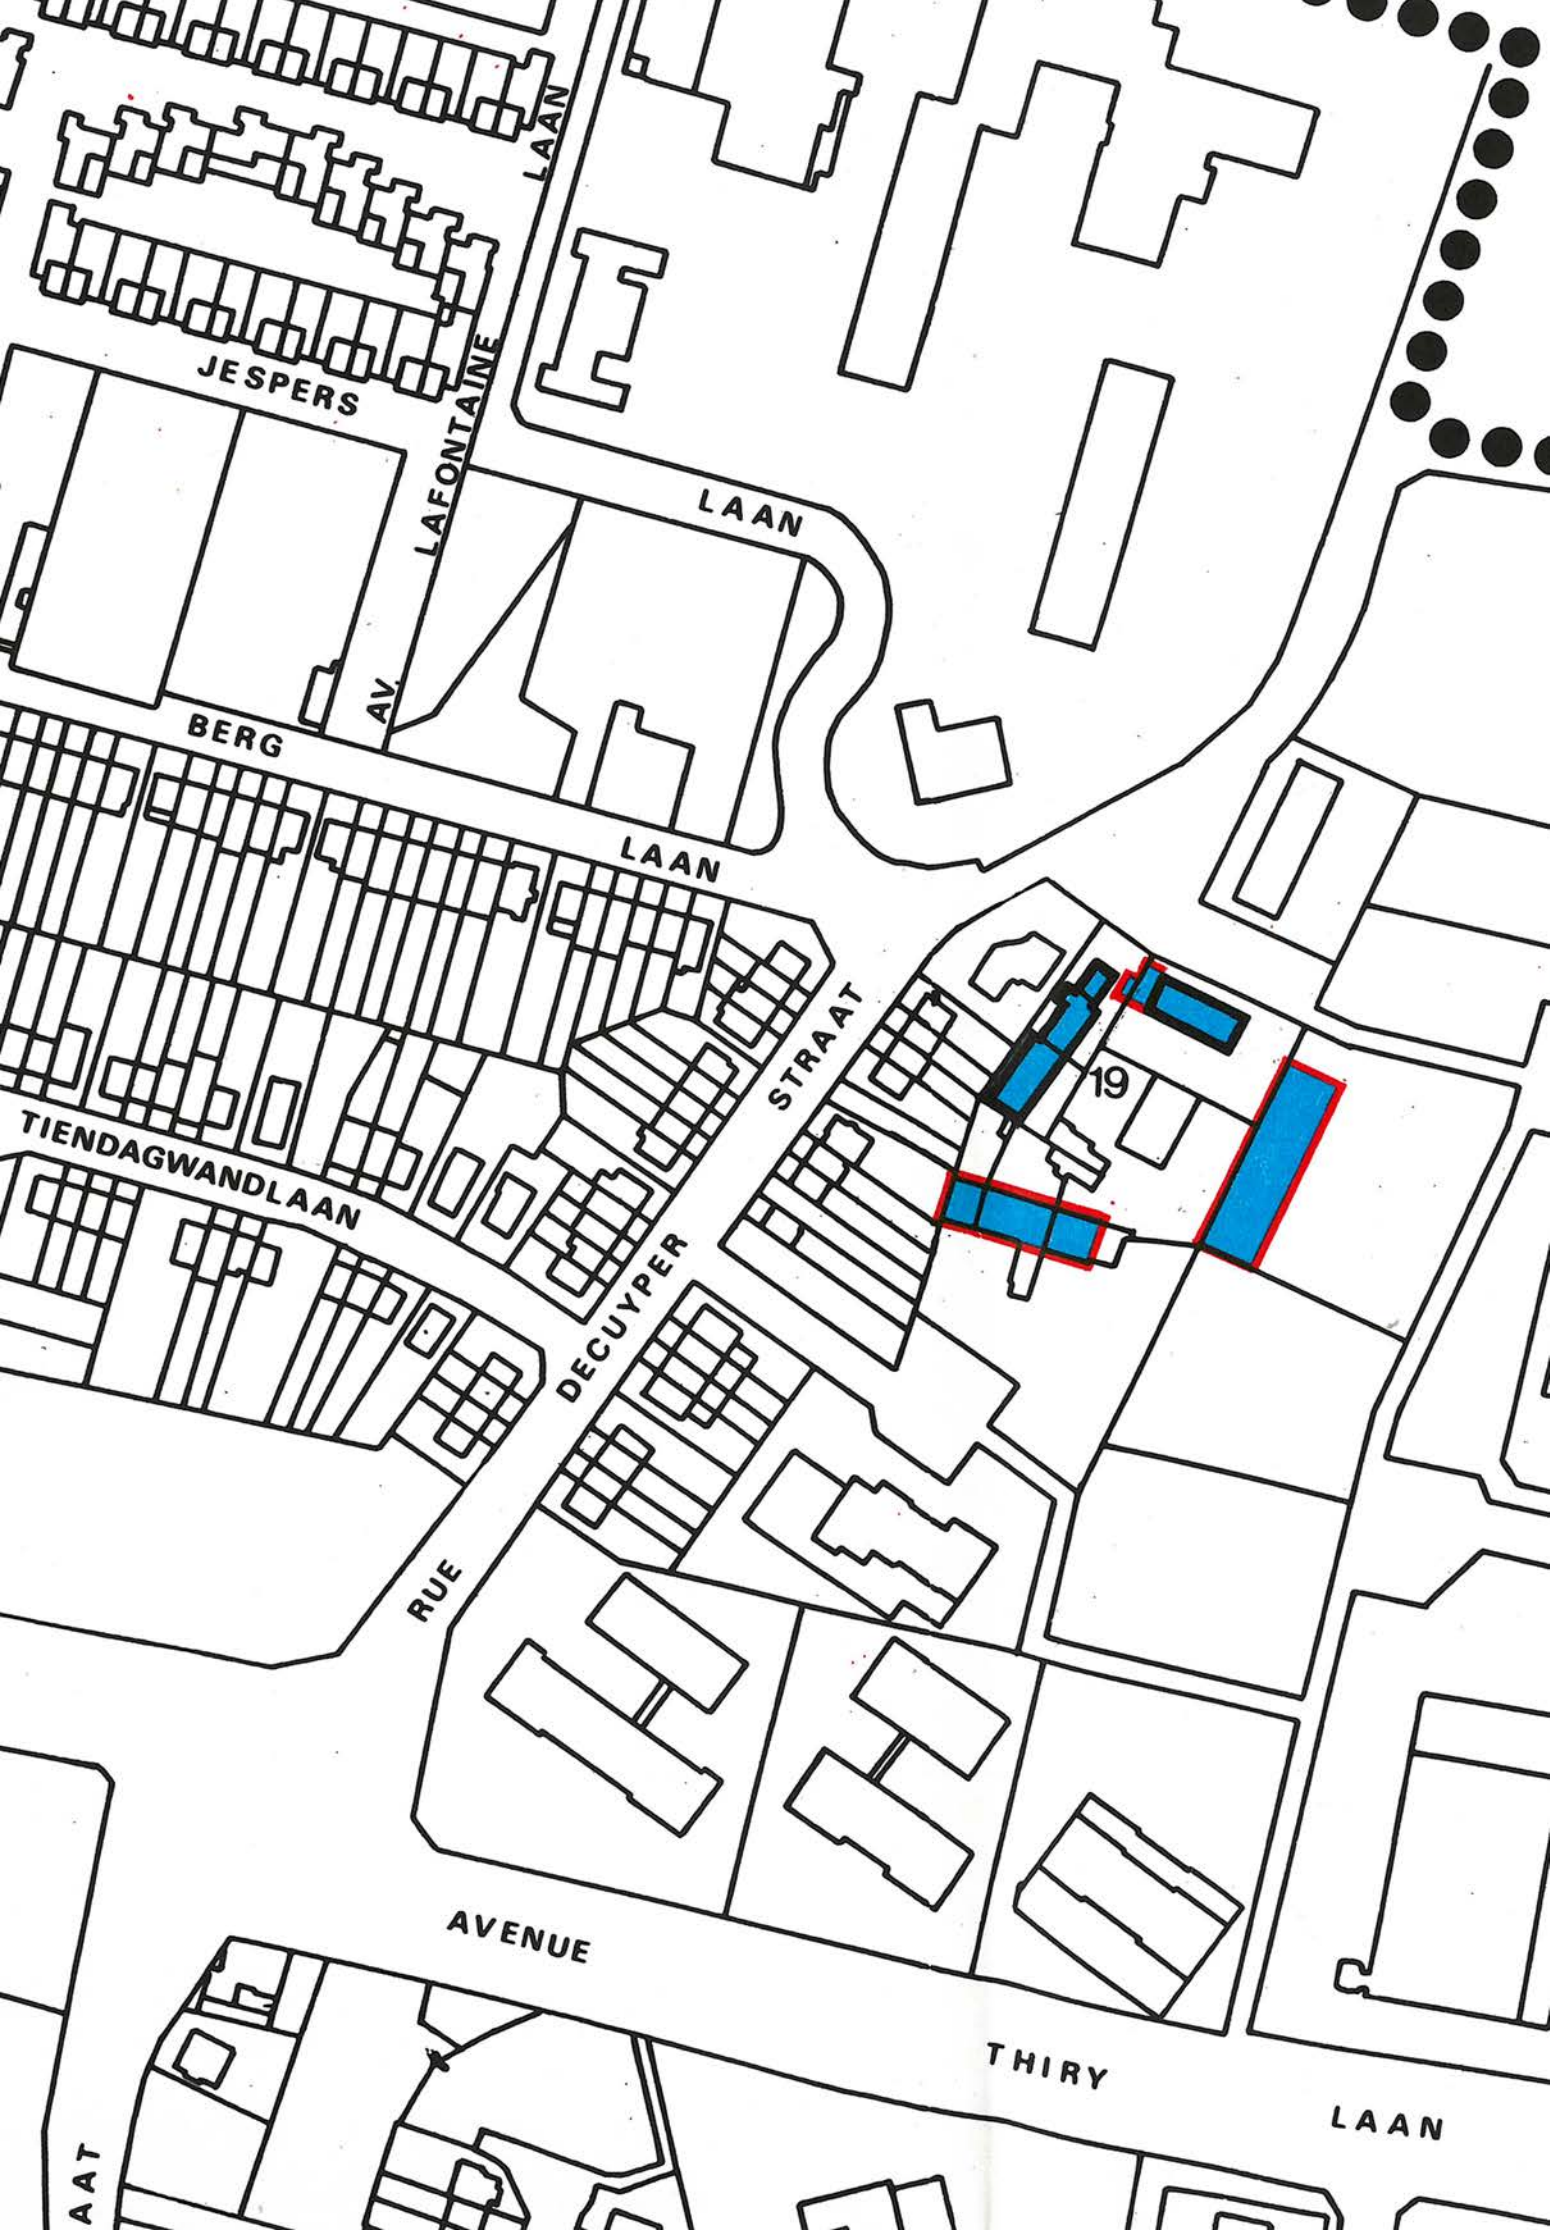 LAAN
JESPERS
LAFONTAINE
LAAN
AV.
BERG
LAAN
STRAAT
19
TIENDAGWANDLAAN
DECUYPER
RUE
AVENUE
THIRY
LAAN
AAT